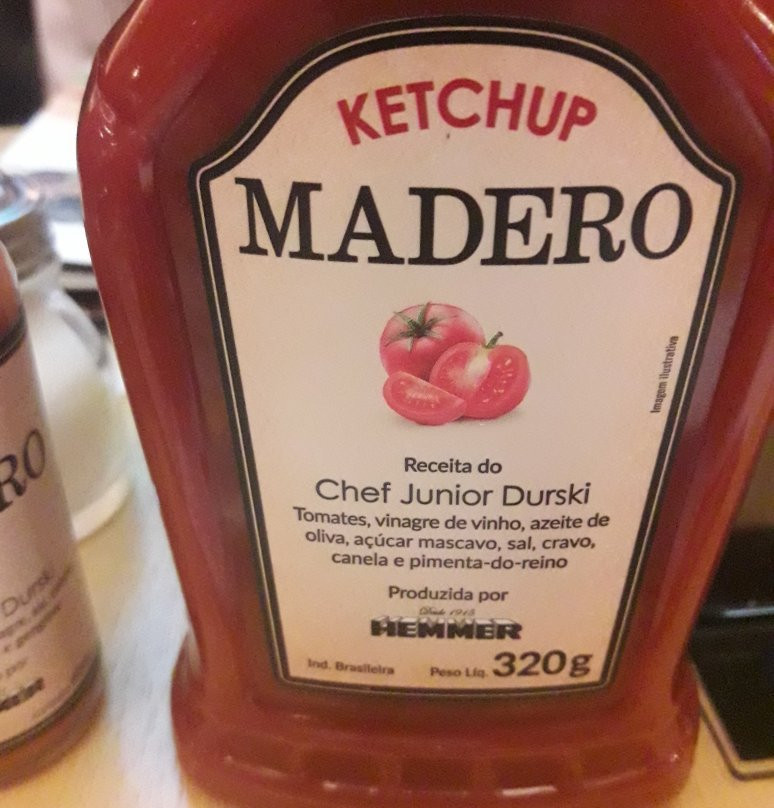 KETCHUP
MADERO
Imagem ilustrativa
Receita do
Chef Junior Durski
Tomates, vinagre de vinho, azeite de
oliva, açúcar mascavo, sal, cravo,
canela e pimenta-do-reino
Produzida por
Desde 1915
HEMMER
Ind. Brasileira
Peso Líq. 320g
RO
Durski